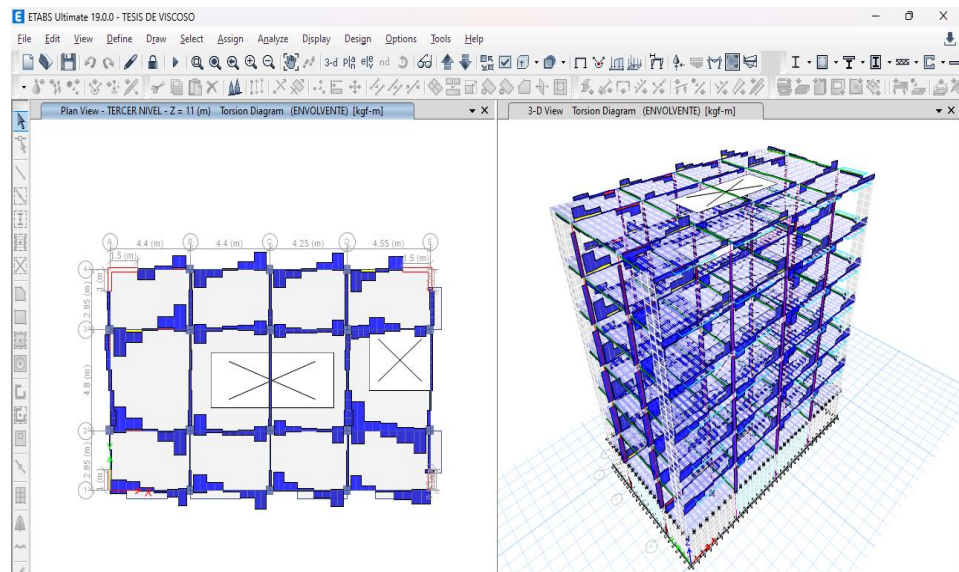 ETABS Ultimate 19.0.0 - TESIS DE VISCOSO
File Edit View Define Draw Select Assign Analyze Display Design Options Tools Help
3-d nd
Plan View - TERCER NIVEL - Z = 11 (m) Torsion Diagram (ENVOLVENTE) [kgf-m]
3-D View Torsion Diagram (ENVOLVENTE) [kgf-m]
A B C D E
4.4 (m) 4.4 (m) 4.25 (m) 4.55 (m)
1.5 (m)
4
2.85 (m)
3
4.8 (m)
2
2.85 (m)
1
X
Z